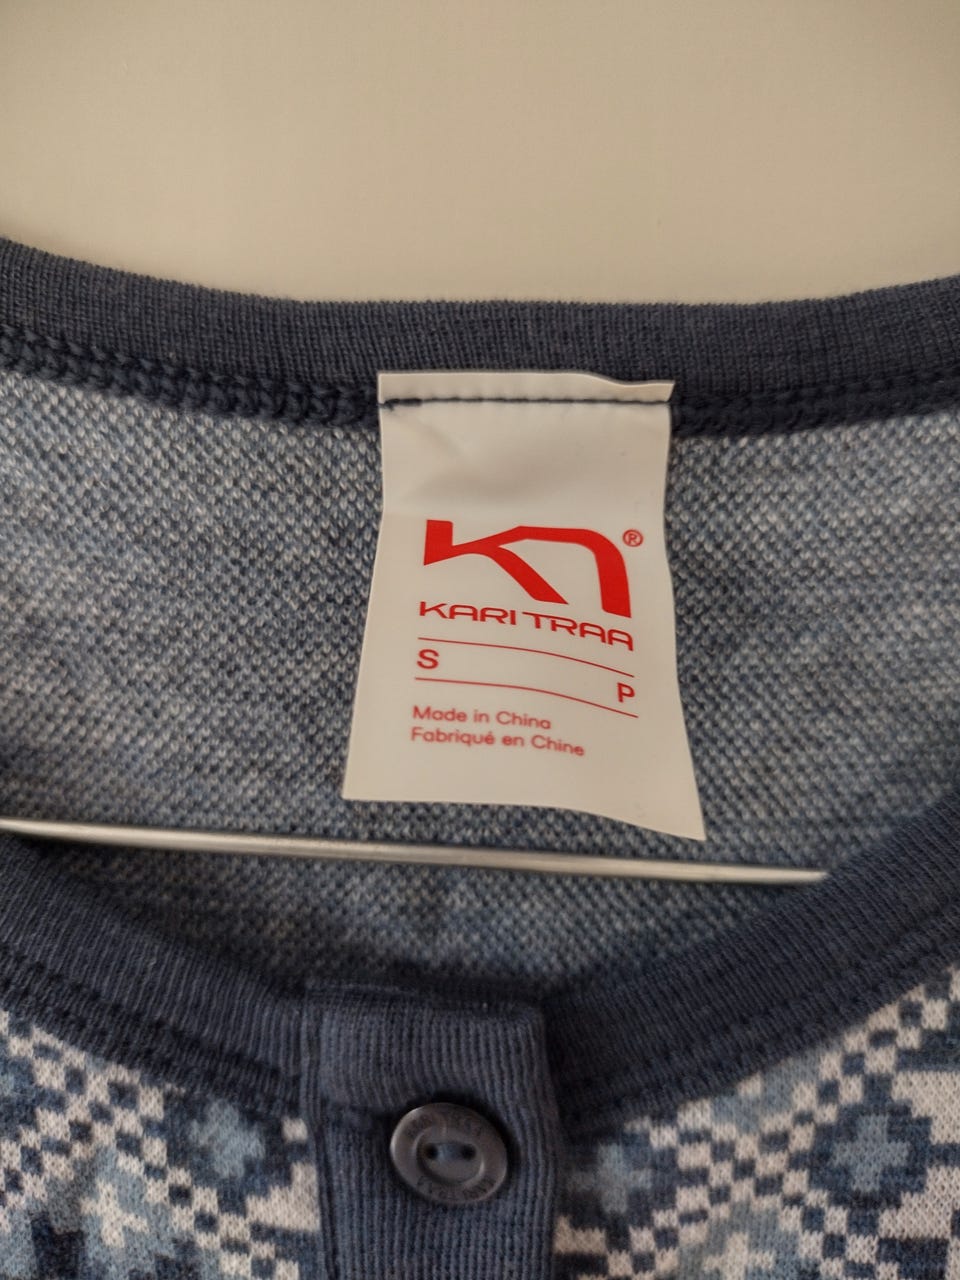 ®
KARI TRAA
S
P
Made in China
Fabriqué en Chine